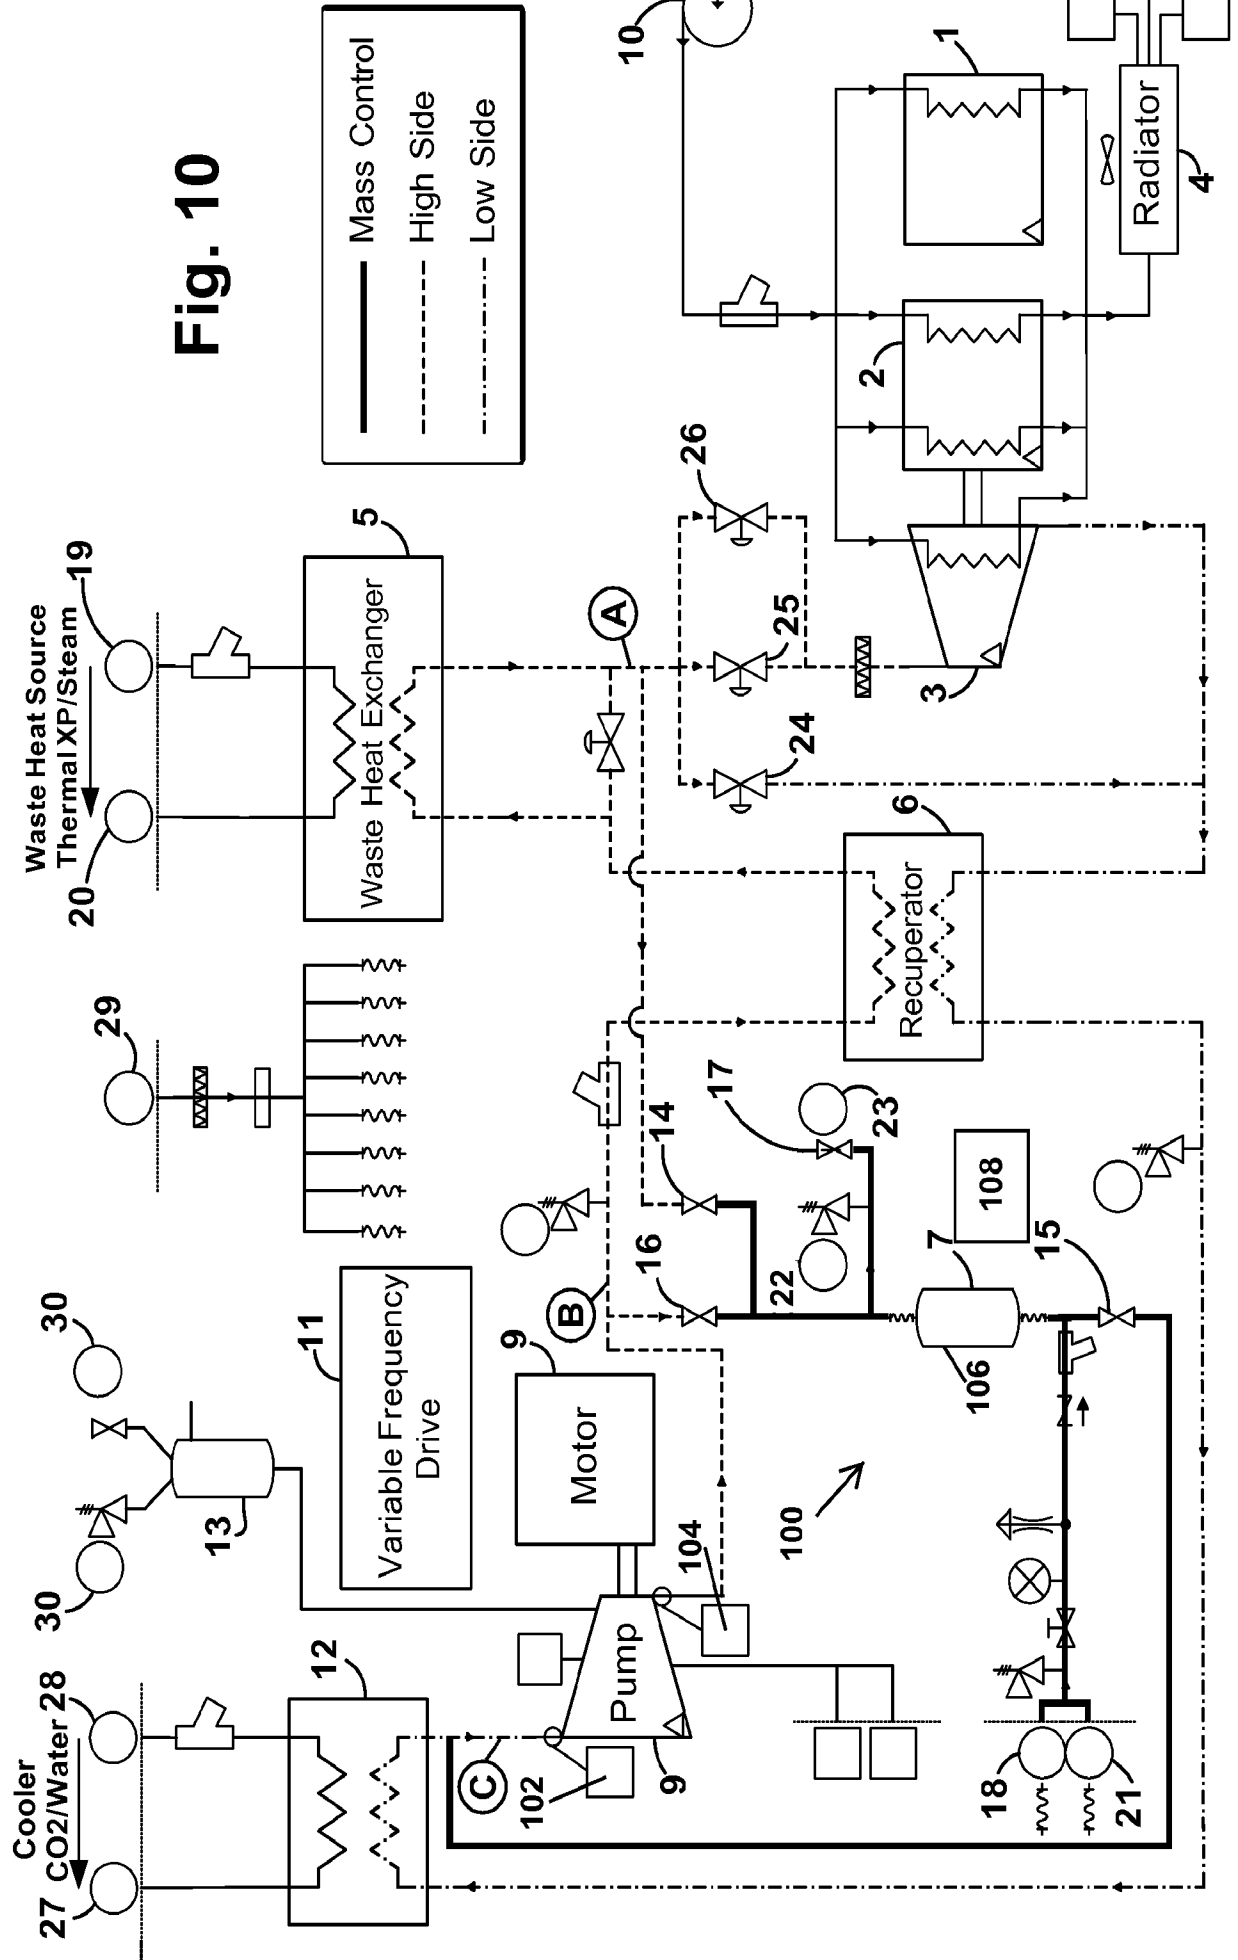 Fig. 10
Mass Control
High Side
Low Side
Cooler
CO2/Water
27
28
12
30
30
13
11
Variable Frequency
Drive
29
Waste Heat Source
Thermal XP/Steam
20
19
5
Waste Heat Exchanger
A
B
C
102
Pump
9
104
Motor
9
100
16
14
17
22
23
7
106
108
15
18
21
6
Recuperator
24
25
26
3
2
1
10
Radiator
4